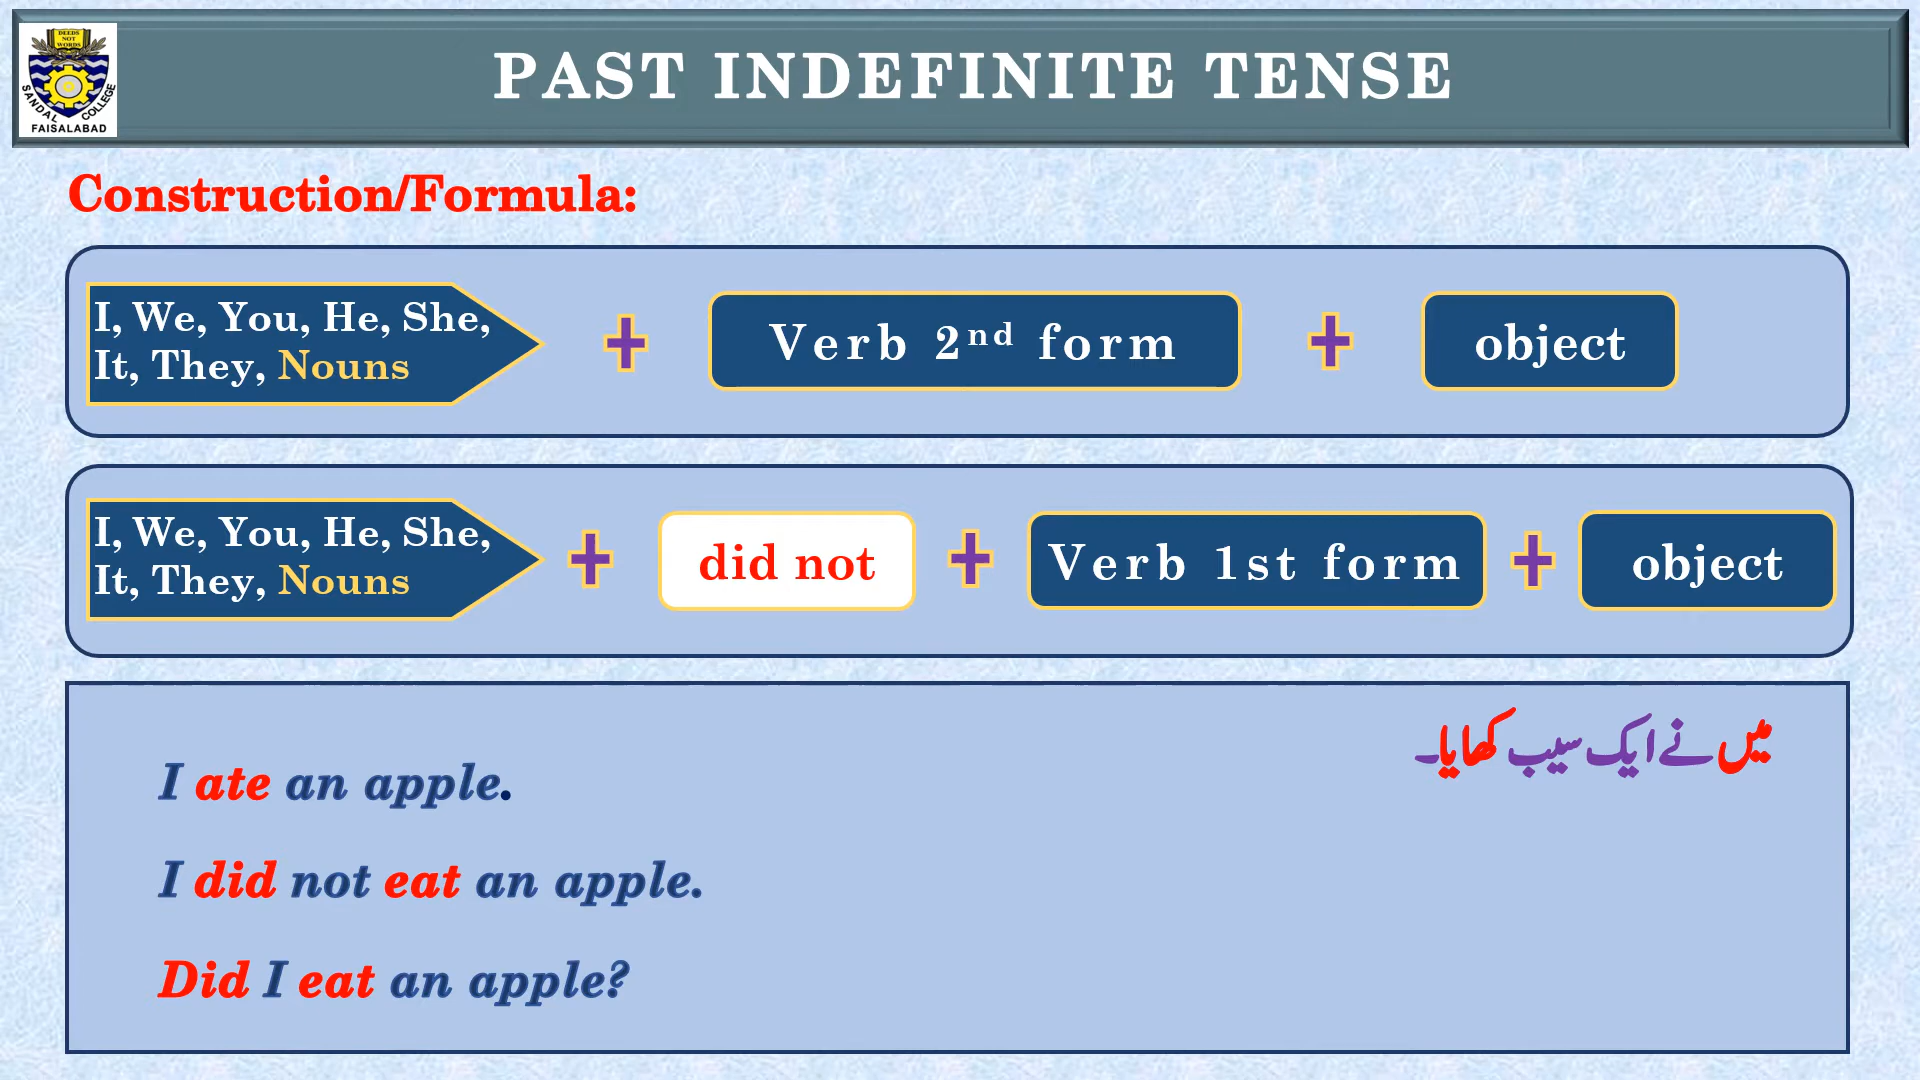 DEEDS
NOT
WORDS
SANDAL COLLEGE
FAISALABAD
PAST INDEFINITE TENSE
Construction/Formula:
I, We, You, He, She,
It, They, Nouns
+
Verb 2nd form
+
object
I, We, You, He, She,
It, They, Nouns
+
did not
+
Verb 1st form
+
object
میں نے ایک سیب کھایا۔
I ate an apple.
I did not eat an apple.
Did I eat an apple?